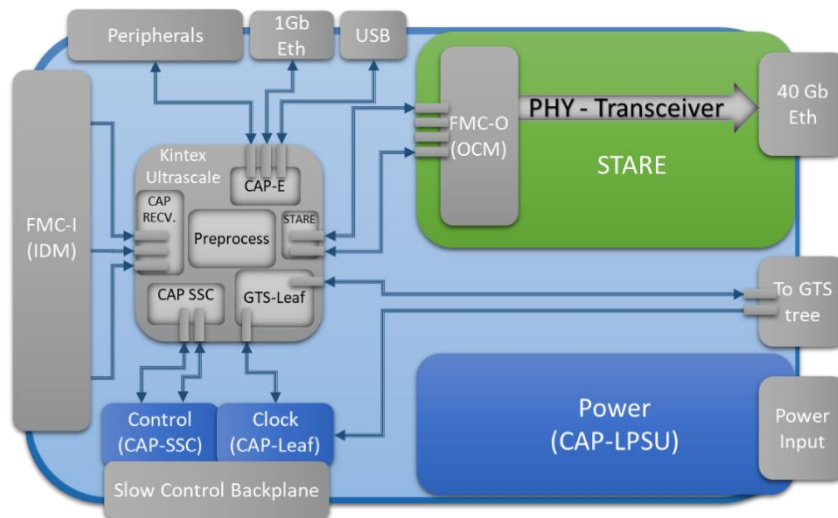 Peripherals
1Gb
Eth
USB
FMC-I
(IDM)
Kintex
Ultrascale
CAP-E
CAP
RECV.
Preprocess
STARE
CAP SSC
GTS-Leaf
FMC-O
(OCM)
PHY - Transceiver
STARE
40 Gb
Eth
To GTS
tree
Control
(CAP-SSC)
Clock
(CAP-Leaf)
Slow Control Backplane
Power
(CAP-LPSU)
Power
Input